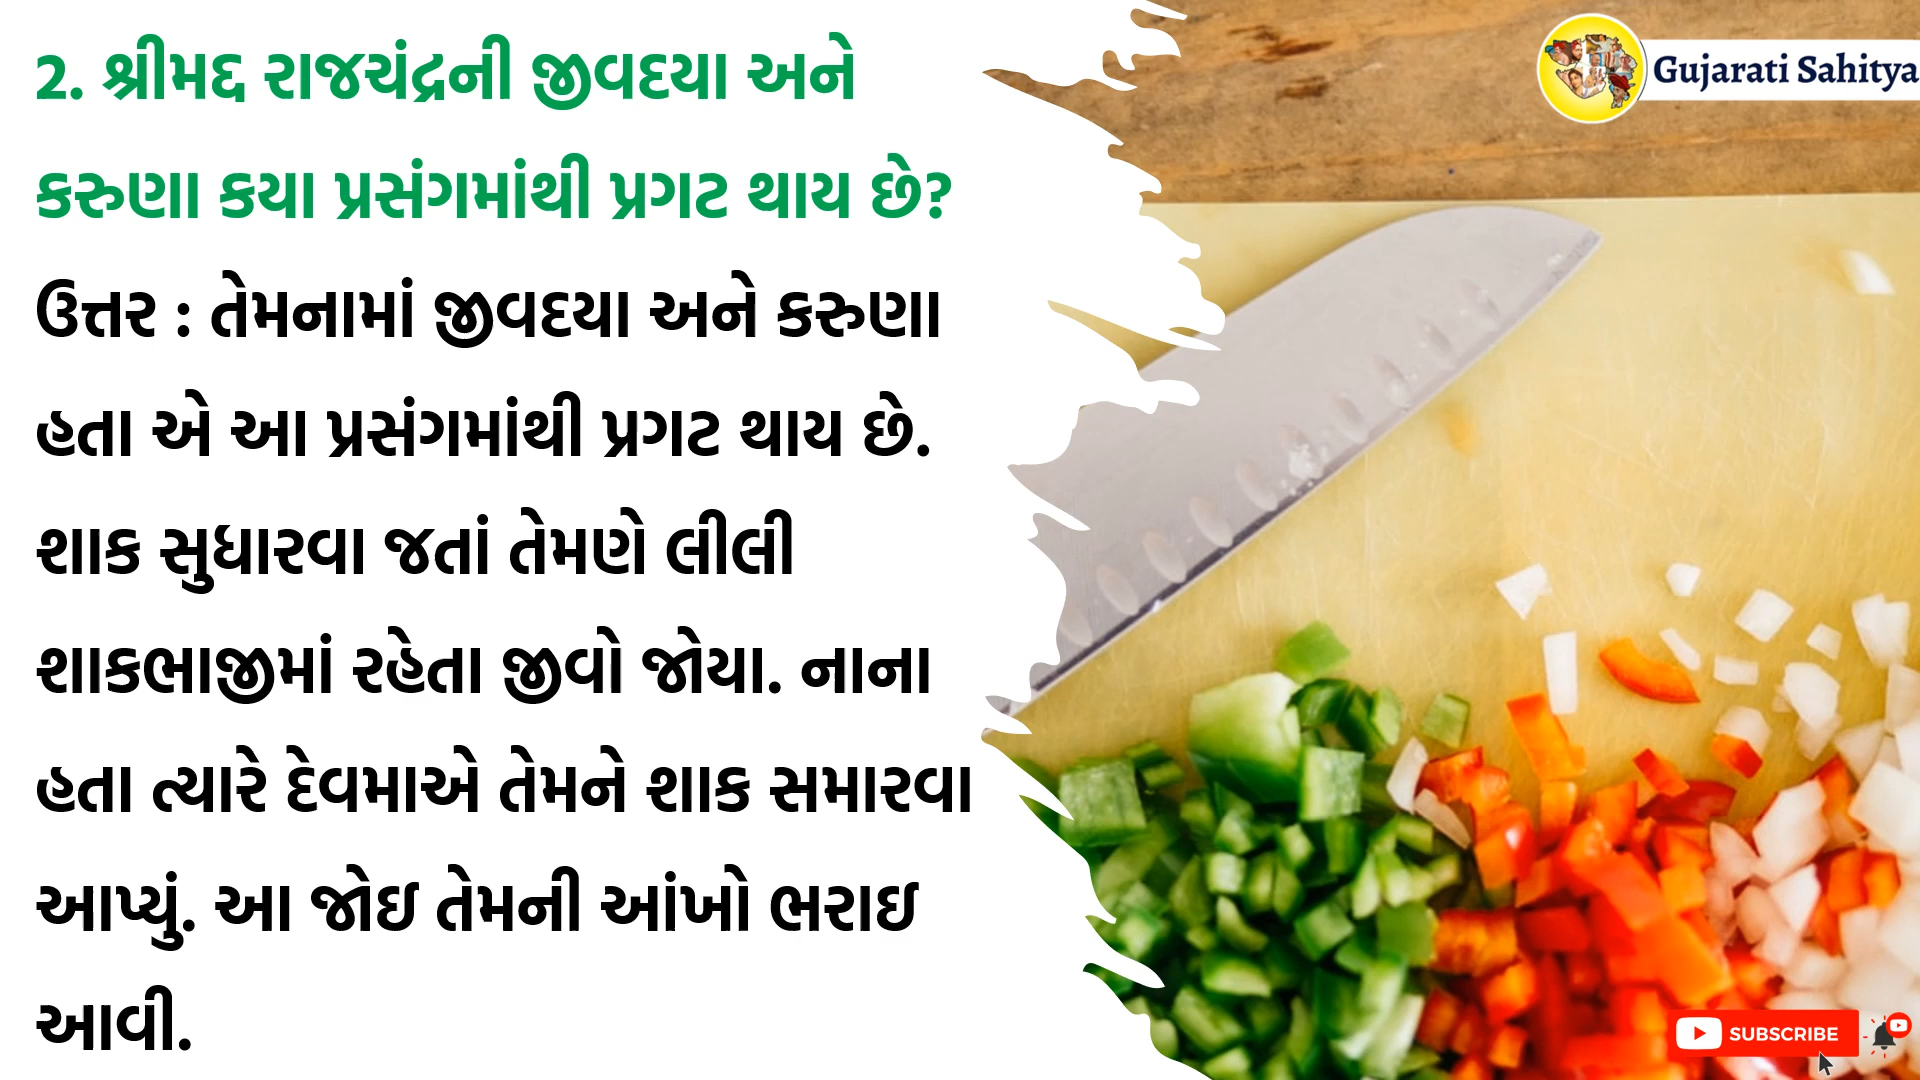 2. શ્રીમદ્દ રાજચંદ્રની જીવદયા અને
કરુણા કયા પ્રસંગમાંથી પ્રગટ થાય છે?
ઉત્તર : તેમનામાં જીવદયા અને કરુણા
હતા એ આ પ્રસંગમાંથી પ્રગટ થાય છે.
શાક સુધારવા જતાં તેમણે લીલી
શાકભાજીમાં રહેતા જીવો જોયા. નાના
હતા ત્યારે દેવમાએ તેમને શાક સમારવા
આપ્યું. આ જોઇ તેમની આંખો ભરાઇ
આવી.
Gujarati Sahitya
SUBSCRIBE